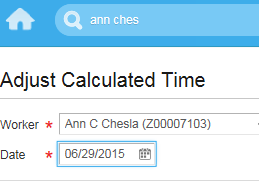 ann ches
Adjust Calculated Time
Worker * Ann C Chesla (Z00007103)
Date * 06/29/2015